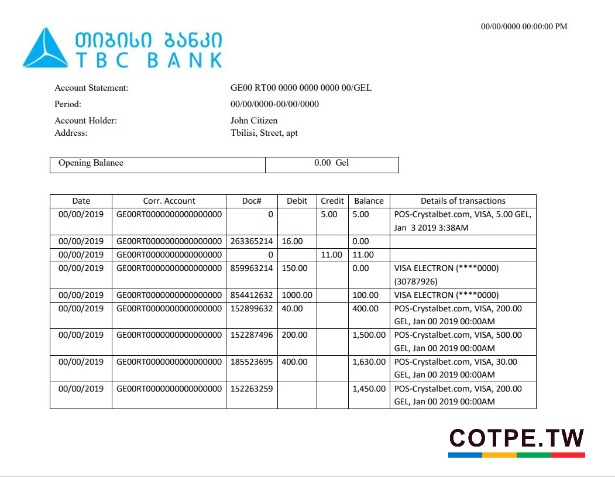 00/00/0000 00:00:00 PM
თიბისი ბანკი
TBC BANK
Account Statement: GE00 RT00 0000 0000 0000 00/GEL
Period: 00/00/0000-00/00/0000
Account Holder: John Citizen
Address: Tbilisi, Street, apt
Opening Balance 0.00 Gel
Date Corr. Account Doc# Debit Credit Balance Details of transactions
00/00/2019 GE00RT0000000000000000 0 5.00 5.00 POS-Crystalbet.com, VISA, 5.00 GEL,
Jan 3 2019 3:38AM
00/00/2019 GE00RT0000000000000000 263365214 16.00 0.00
00/00/2019 GE00RT0000000000000000 0 11.00 11.00
00/00/2019 GE00RT0000000000000000 859963214 150.00 0.00 VISA ELECTRON (****0000)
(30787926)
00/00/2019 GE00RT0000000000000000 854412632 1000.00 100.00 VISA ELECTRON (****0000)
00/00/2019 GE00RT0000000000000000 152899632 40.00 400.00 POS-Crystalbet.com, VISA, 200.00
GEL, Jan 00 2019 00:00AM
00/00/2019 GE00RT0000000000000000 152287496 200.00 1,500.00 POS-Crystalbet.com, VISA, 500.00
GEL, Jan 00 2019 00:00AM
00/00/2019 GE00RT0000000000000000 185523695 400.00 1,630.00 POS-Crystalbet.com, VISA, 30.00
GEL, Jan 00 2019 00:00AM
00/00/2019 GE00RT0000000000000000 152263259 1,450.00 POS-Crystalbet.com, VISA, 200.00
GEL, Jan 00 2019 00:00AM
COTPE.TW